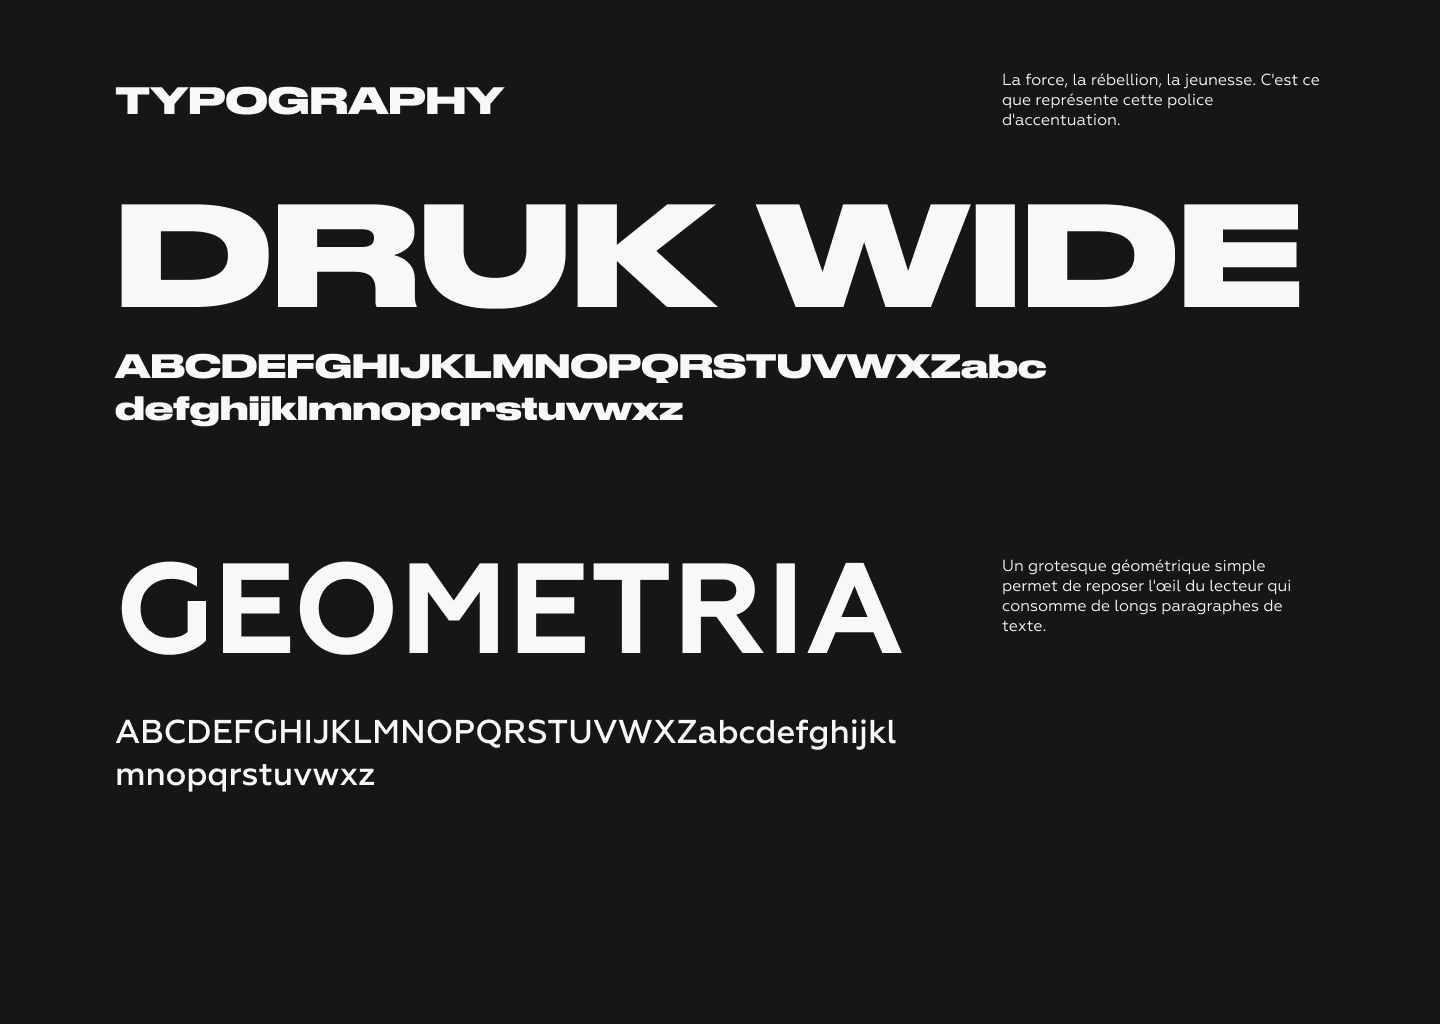 TYPOGRAPHY
La force, la rébellion, la jeunesse. C'est ce
que représente cette police
d'accentuation.
DRUK WIDE
ABCDEFGHIJKLMNOPQRSTUVWXZabc
defghijklmnopqrstuvwxz
GEOMETRIA
Un grotesque géométrique simple
permet de reposer l'œil du lecteur qui
consomme de longs paragraphes de
texte.
ABCDEFGHIJKLMNOPQRSTUVWXZabcdefghijkl
mnopqrstuvwxz